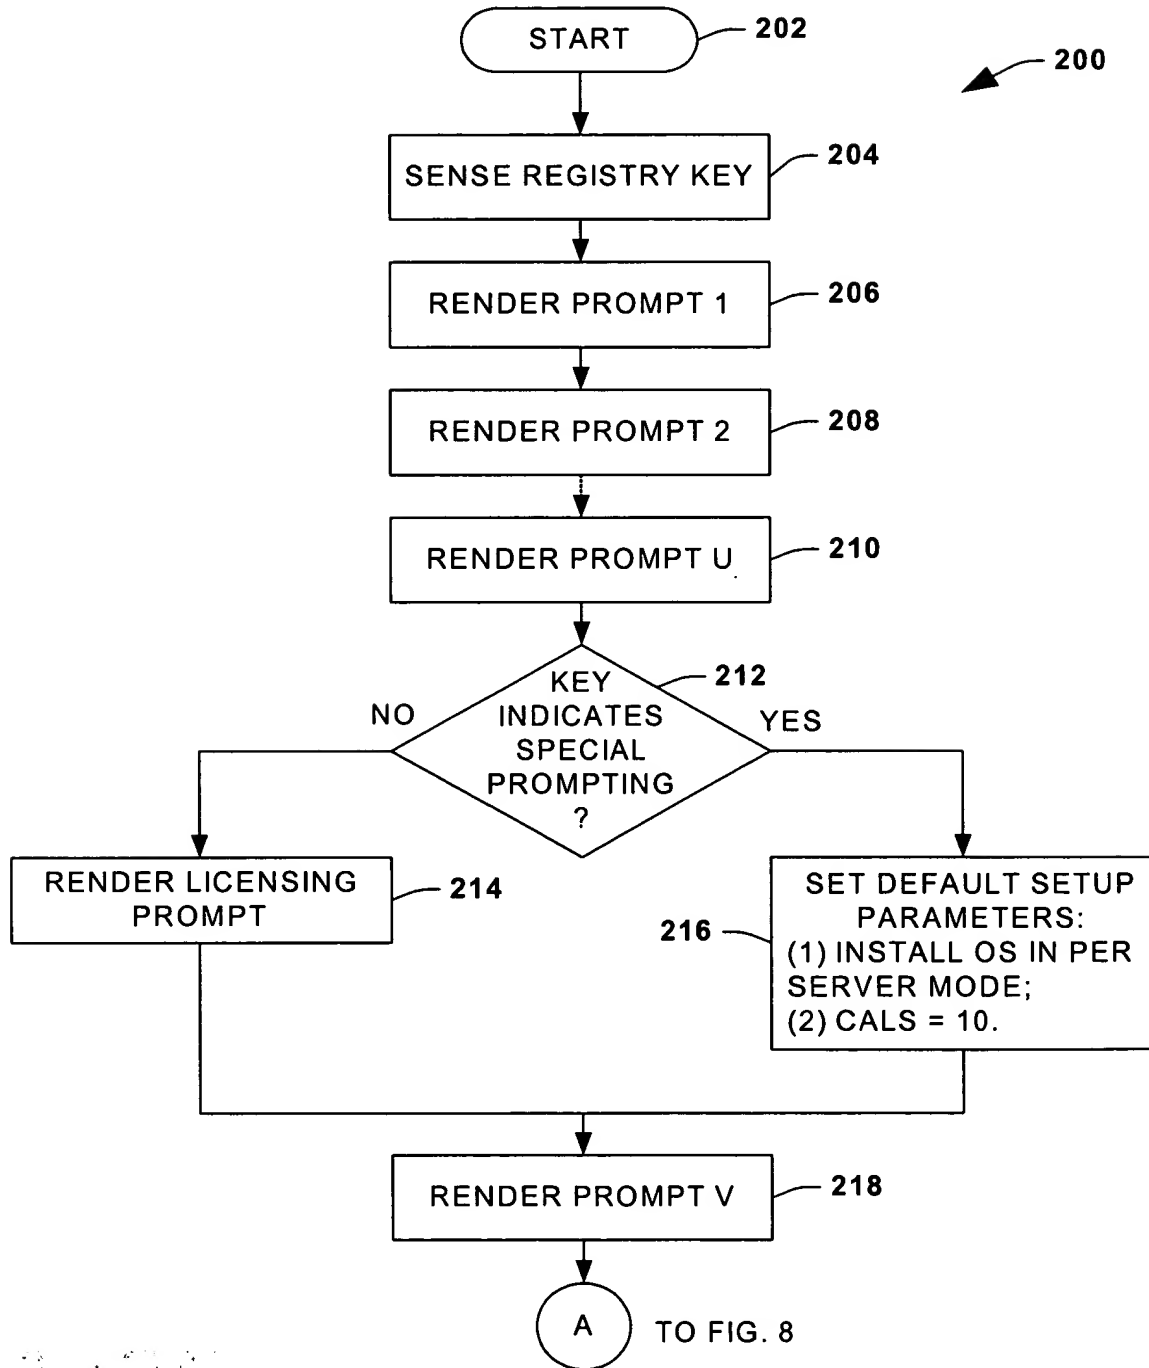 START
202
200
SENSE REGISTRY KEY
204
RENDER PROMPT 1
206
RENDER PROMPT 2
208
RENDER PROMPT U
210
KEY
INDICATES
SPECIAL
PROMPTING
?
212
NO
YES
RENDER LICENSING
PROMPT
214
216
SET DEFAULT SETUP
PARAMETERS:
(1) INSTALL OS IN PER
SERVER MODE;
(2) CALS = 10.
RENDER PROMPT V
218
A
TO FIG. 8